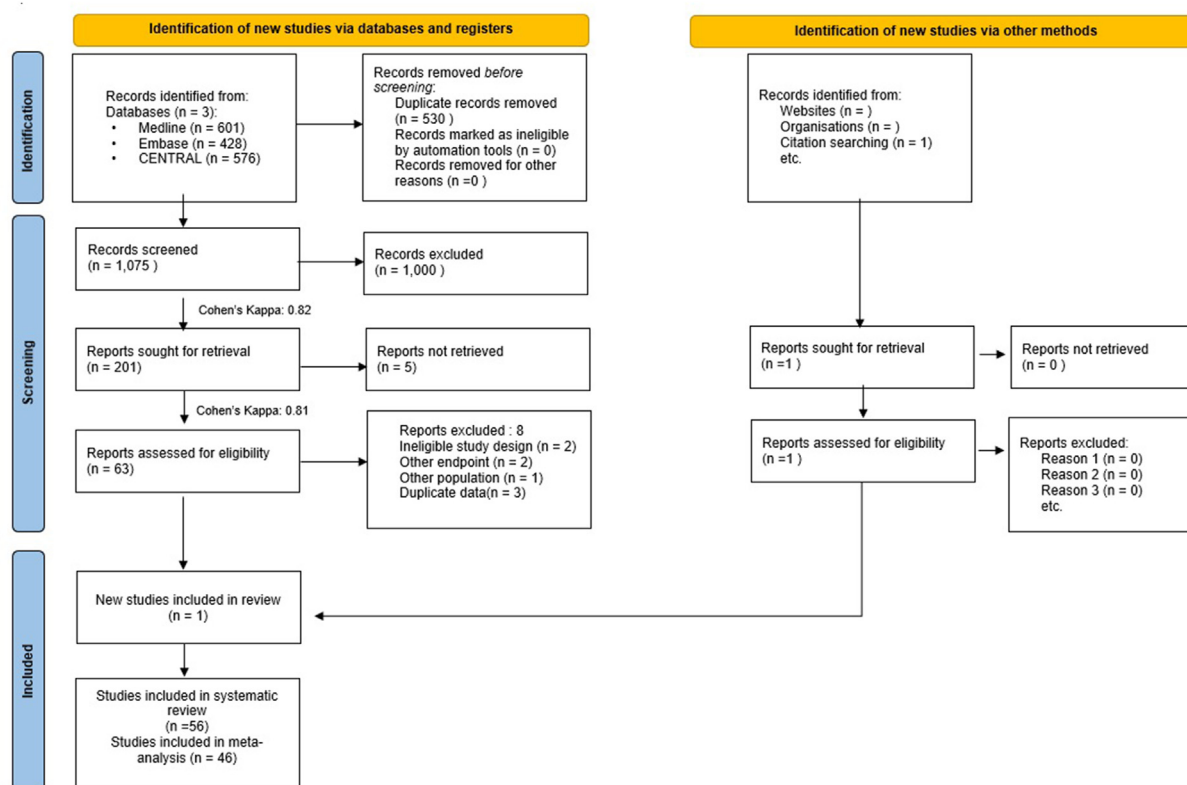 Identification of new studies via databases and registers
Identification of new studies via other methods
Identification
Records identified from:
Databases (n = 3):
• Medline (n = 601)
• Embase (n = 428)
• CENTRAL (n = 576)
Records removed before
screening:
Duplicate records removed
(n = 530 )
Records marked as ineligible
by automation tools (n = 0)
Records removed for other
reasons (n =0 )
Records identified from:
Websites (n = )
Organisations (n = )
Citation searching (n = 1)
etc.
Screening
Records screened
(n = 1,075 )
Records excluded
(n = 1,000 )
Cohen's Kappa: 0.82
Reports sought for retrieval
(n = 201)
Reports not retrieved
(n = 5)
Reports sought for retrieval
(n =1 )
Reports not retrieved
(n = 0 )
Cohen's Kappa: 0.81
Reports assessed for eligibility
(n = 63)
Reports excluded : 8
Ineligible study design (n = 2)
Other endpoint (n = 2)
Other population (n = 1)
Duplicate data(n = 3)
Reports assessed for eligibility
(n =1 )
Reports excluded:
Reason 1 (n = 0)
Reason 2 (n = 0)
Reason 3 (n = 0)
etc.
Included
New studies included in review
(n = 1)
Studies included in systematic
review
(n =56)
Studies included in meta-
analysis (n = 46)